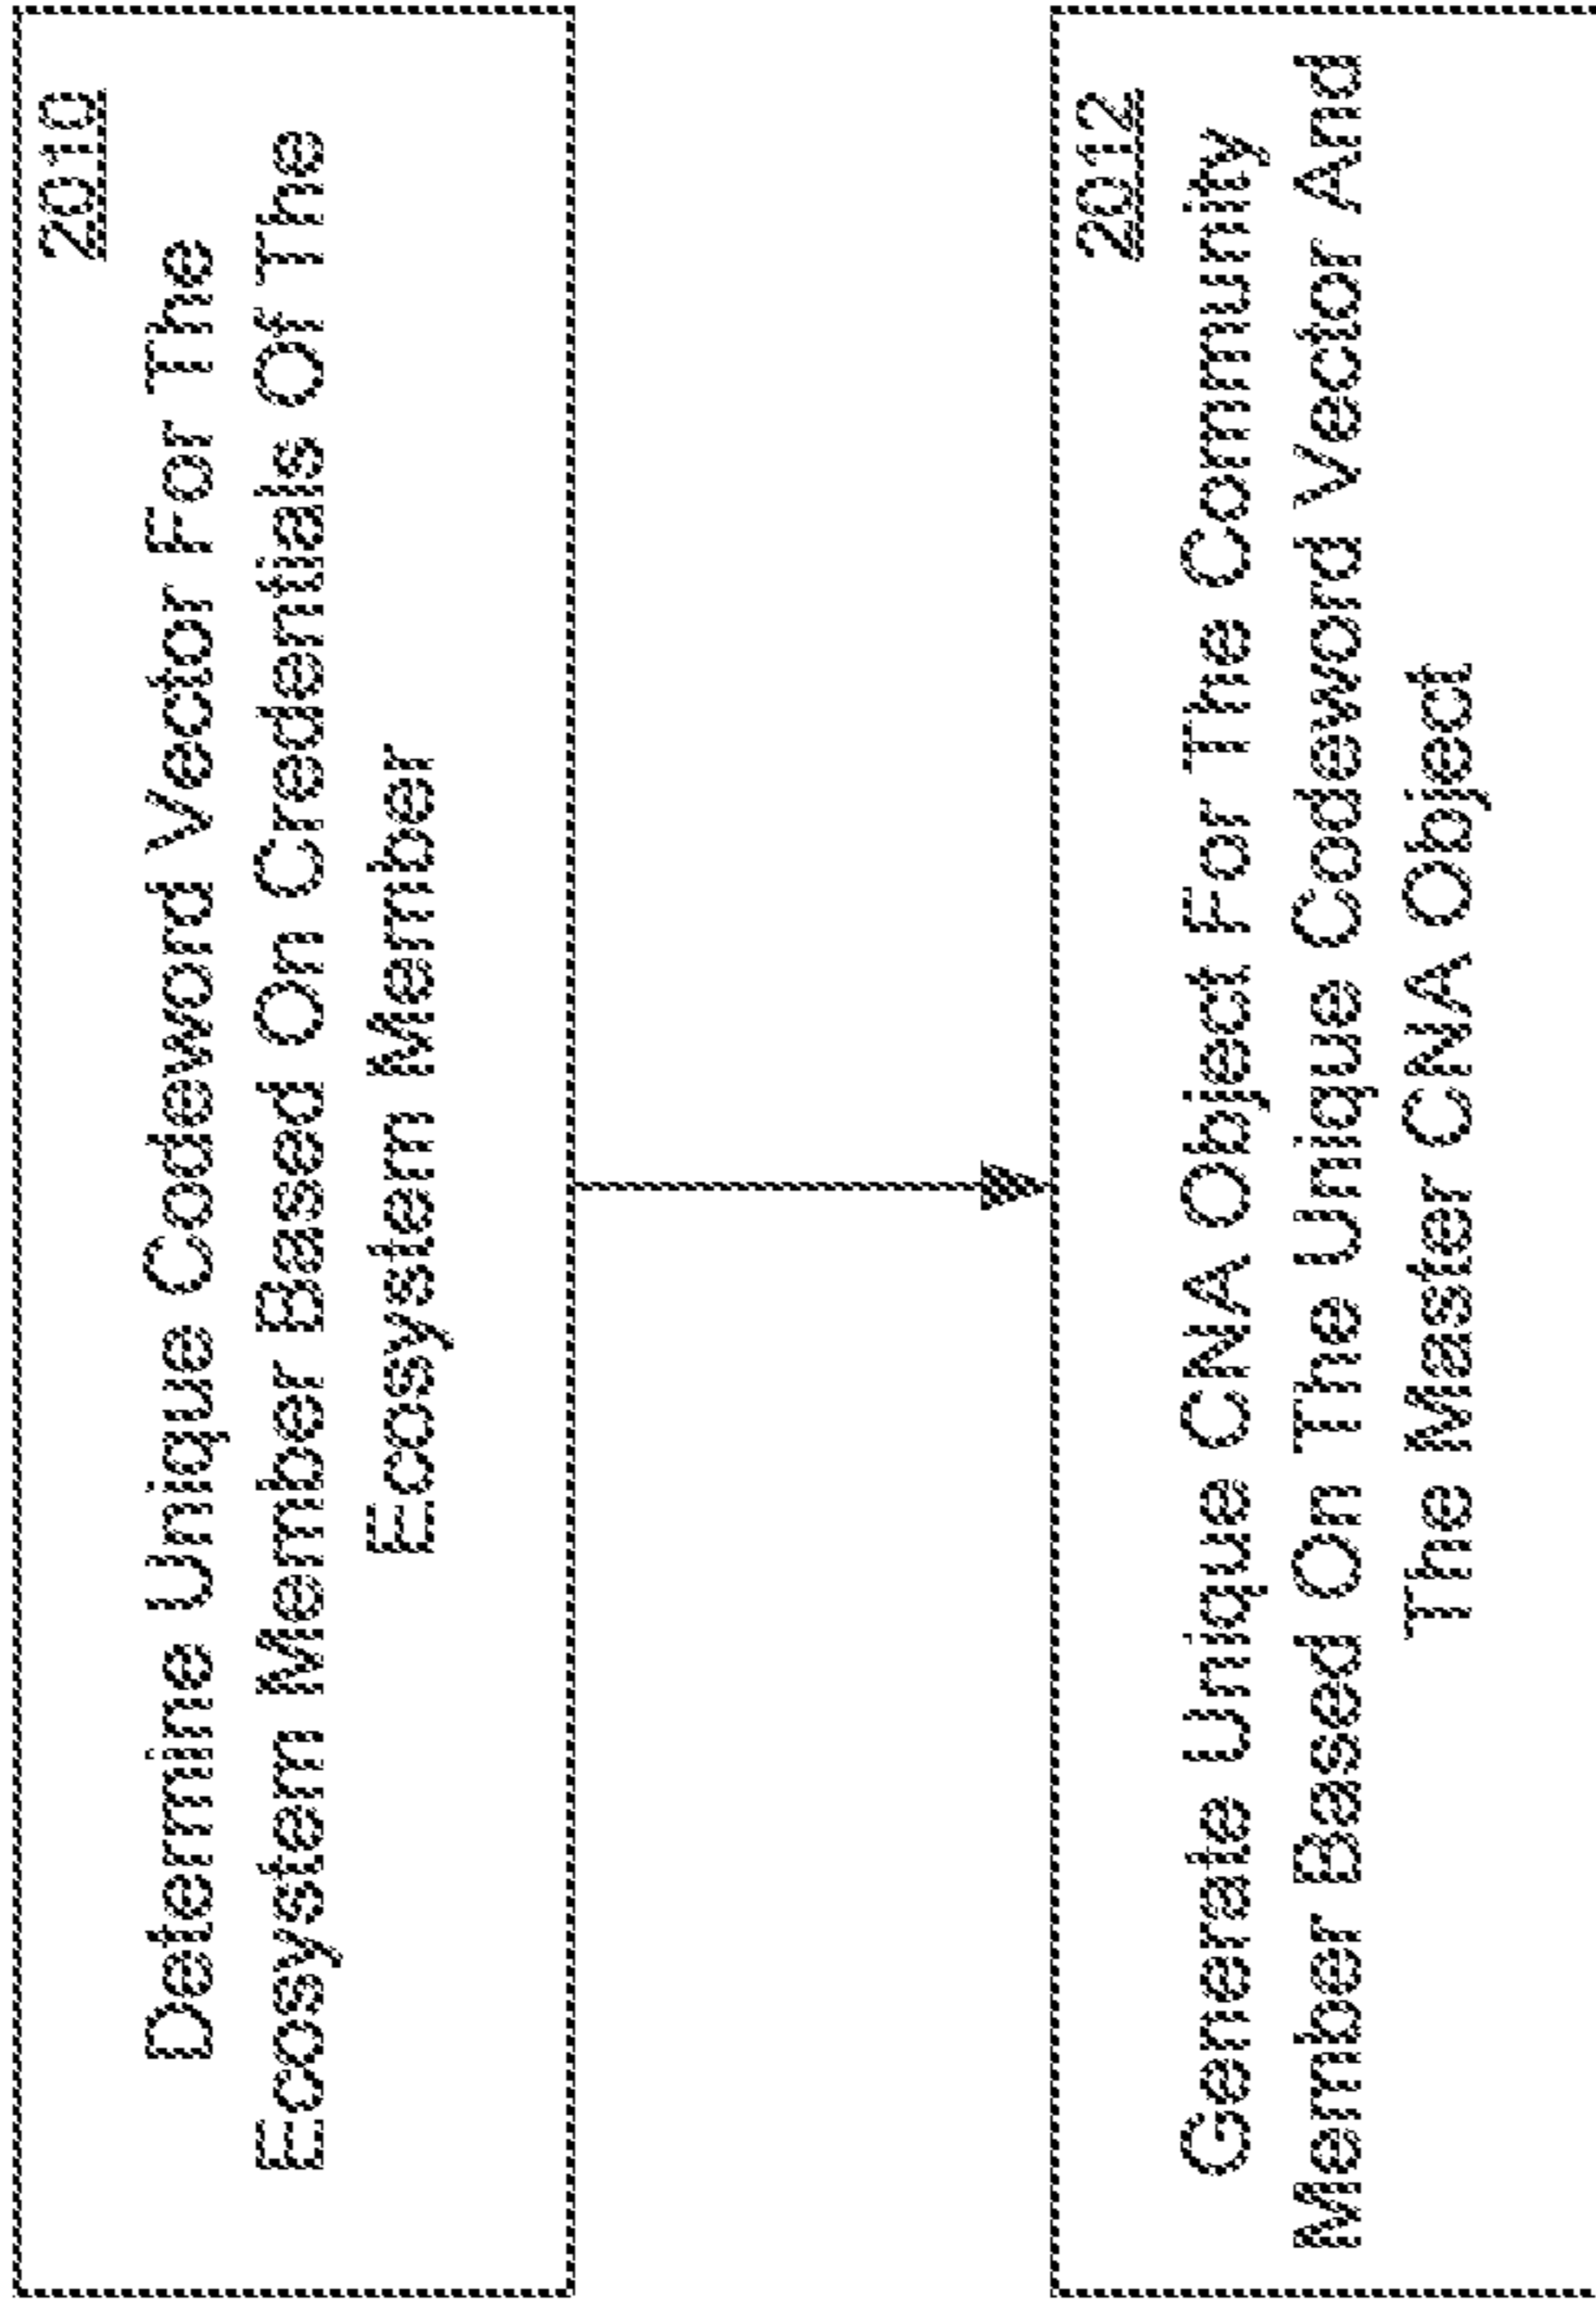 2010
Determine Unique Codeword Vector For The
Ecosystem Member Based On Credentials Of The
Ecosystem Member
2012
Generate Unique CNA Object For The Community
Member Based On The Unique Codeword Vector And
The Master CNA Object